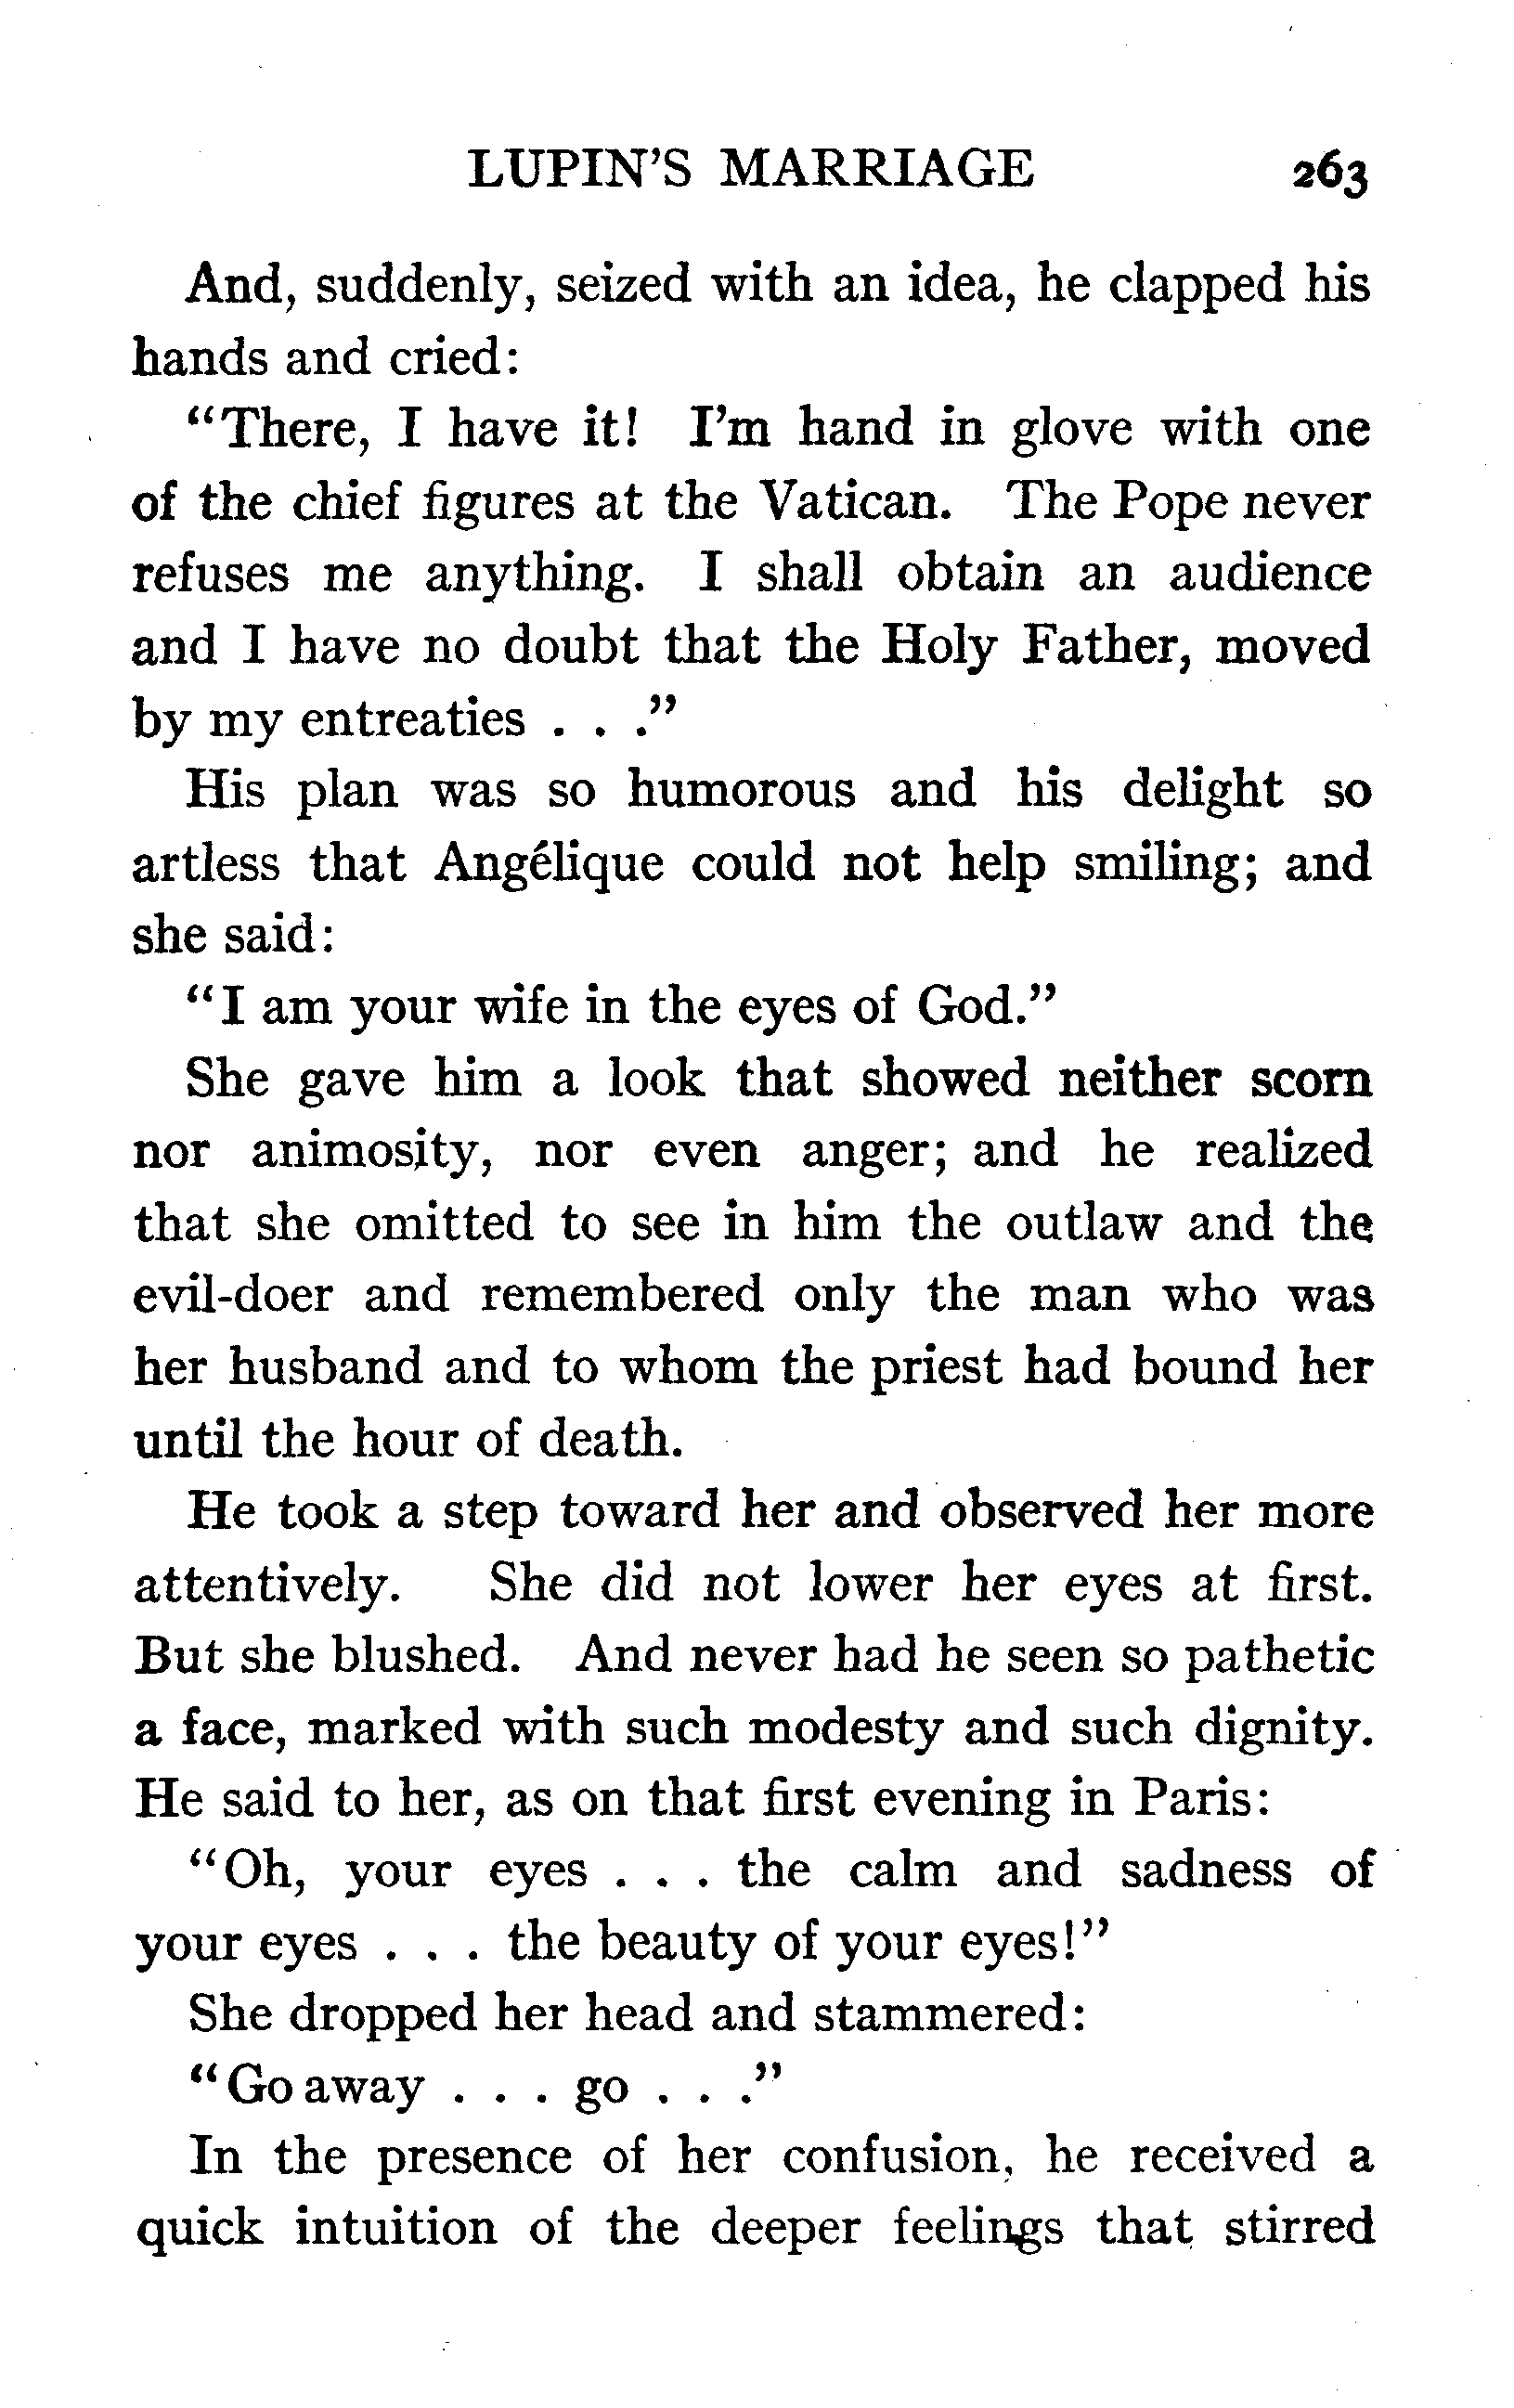 LUPIN'S MARRIAGE 263
And, suddenly, seized with an idea, he clapped his
hands and cried:
“There, I have it! I’m hand in glove with one
of the chief figures at the Vatican. The Pope never
refuses me anything. I shall obtain an audience
and I have no doubt that the Holy Father, moved
by my entreaties . . .”
His plan was so humorous and his delight so
artless that Angélique could not help smiling; and
she said:
“I am your wife in the eyes of God.”
She gave him a look that showed neither scorn
nor animosity, nor even anger; and he realized
that she omitted to see in him the outlaw and the
evil-doer and remembered only the man who was
her husband and to whom the priest had bound her
until the hour of death.
He took a step toward her and observed her more
attentively. She did not lower her eyes at first.
But she blushed. And never had he seen so pathetic
a face, marked with such modesty and such dignity.
He said to her, as on that first evening in Paris:
“Oh, your eyes . . . the calm and sadness of
your eyes . . . the beauty of your eyes!”
She dropped her head and stammered:
“Go away . . . go . . .”
In the presence of her confusion, he received a
quick intuition of the deeper feelings that stirred